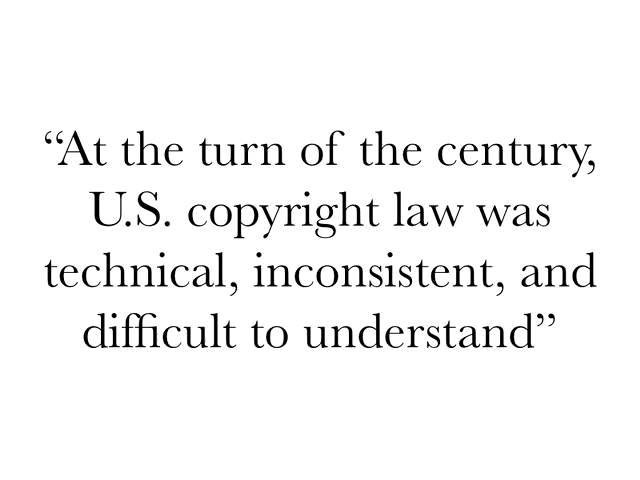 “At the turn of the century,
U.S. copyright law was
technical, inconsistent, and
difficult to understand”